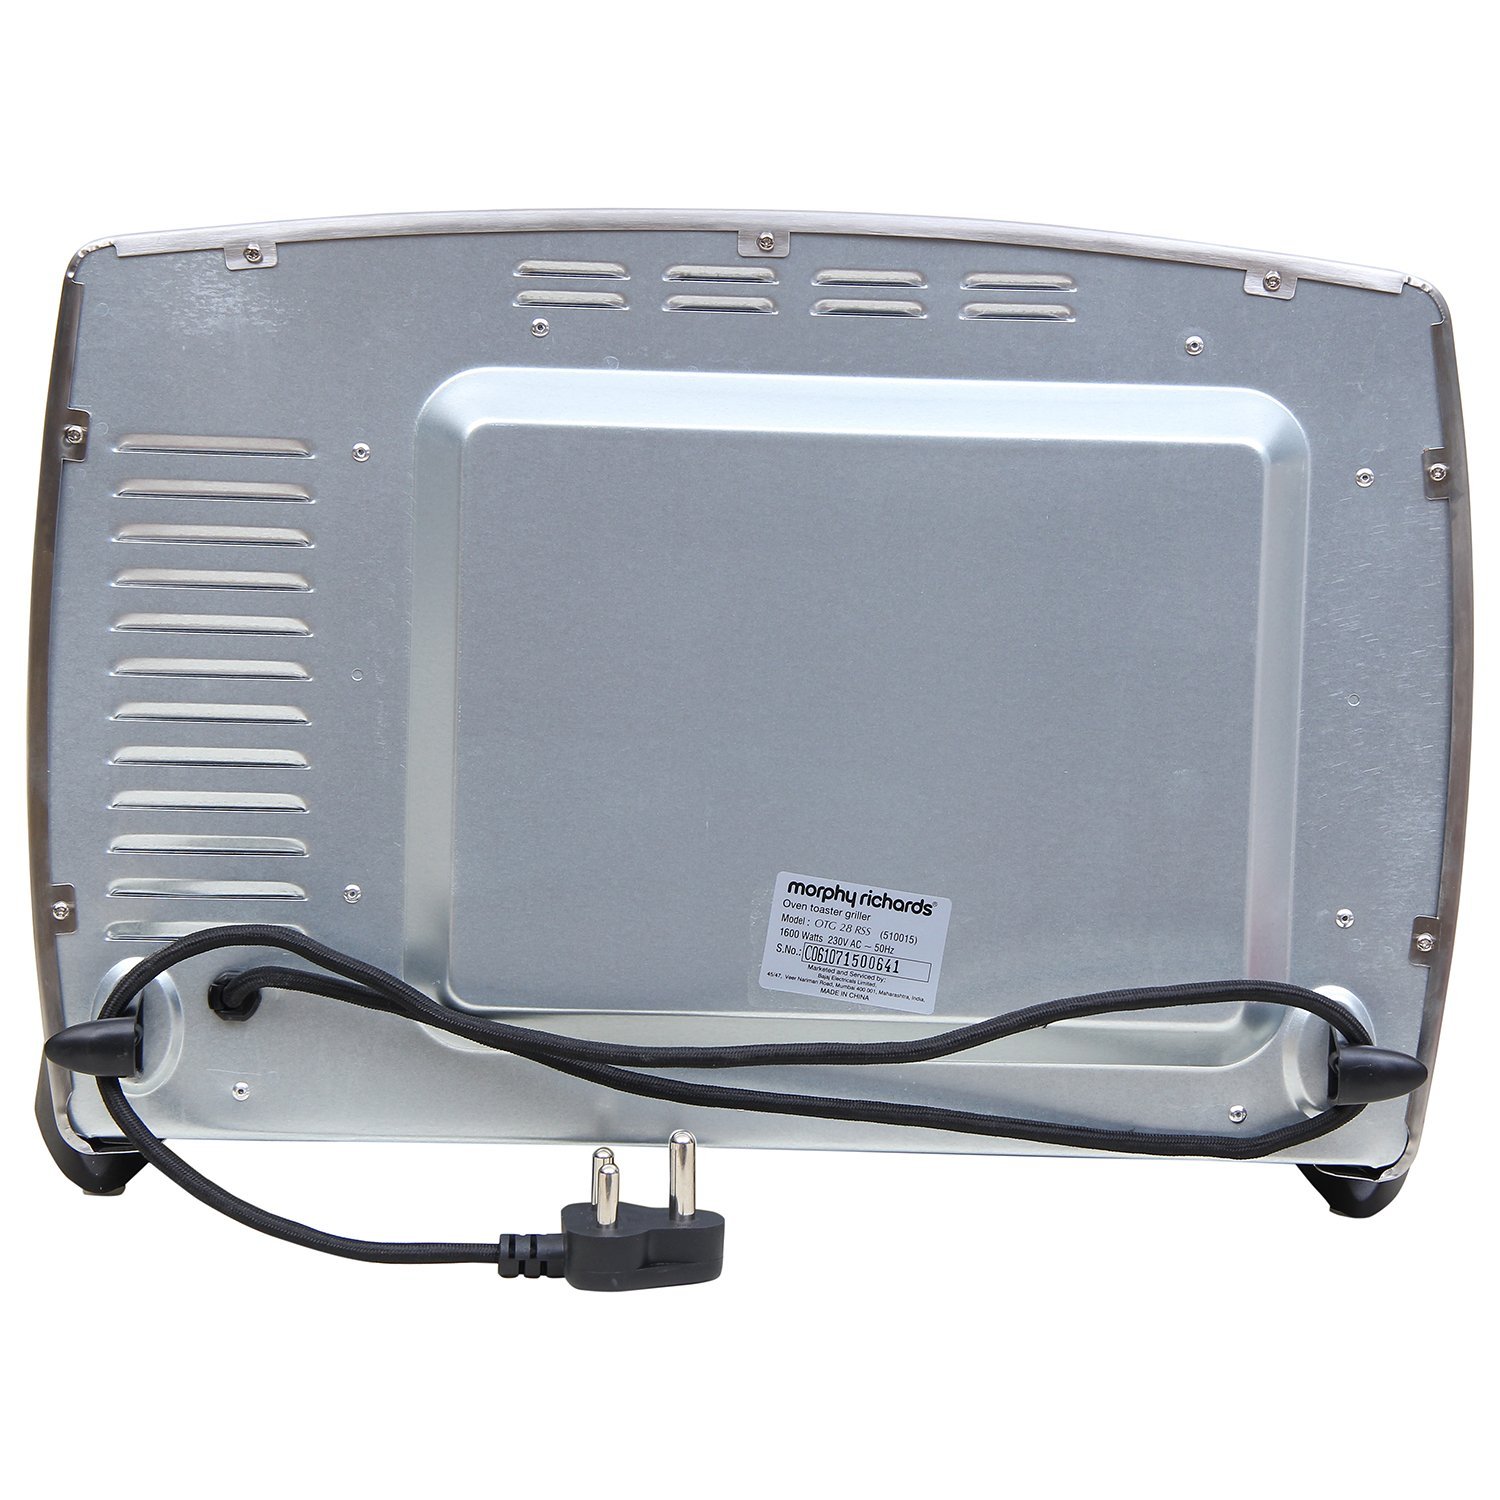 morphy richards®
Oven toaster griller
Model : OTG 28 RSS (510015)
1600 Watts 230V AC ~ 50Hz
S.No.: C061071500641
Marketed and Serviced by:
Bajaj Electricals Limited,
45/47, Veer Nariman Road, Mumbai 400 001, Maharashtra, India.
MADE IN CHINA